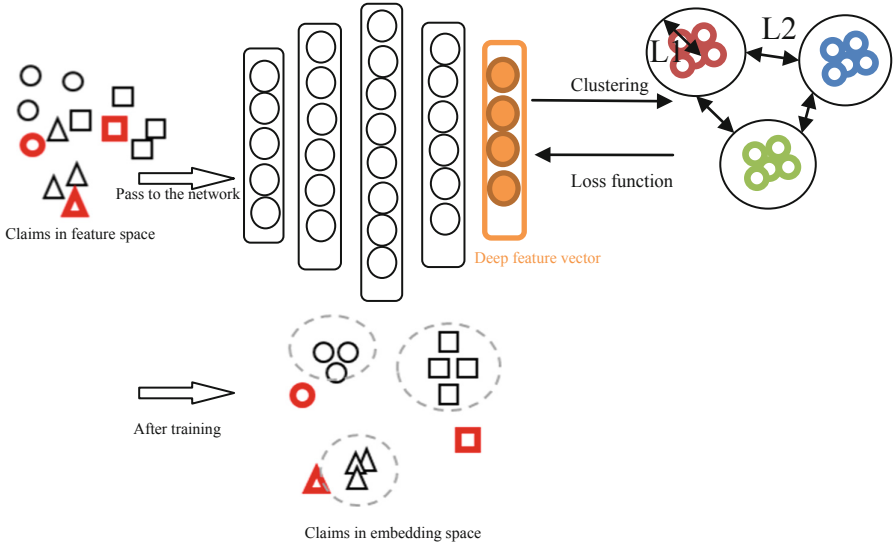 L1
L2
Clustering
Pass to the network
Loss function
Claims in feature space
Deep feature vector
After training
Claims in embedding space